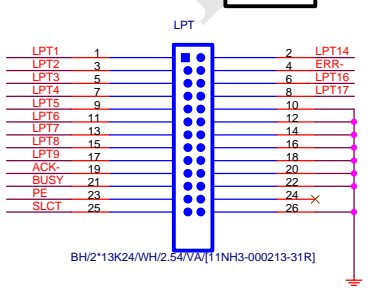 LPT
LPT1 1 2 LPT14
LPT2 3 4 ERR-
LPT3 5 6 LPT16
LPT4 7 8 LPT17
LPT5 9 10
LPT6 11 12
LPT7 13 14
LPT8 15 16
LPT9 17 18
ACK- 19 20
BUSY 21 22
PE 23 24
SLCT 25 26
BH/2*13K24/WH/2.54/VA/[11NH3-000213-31R]